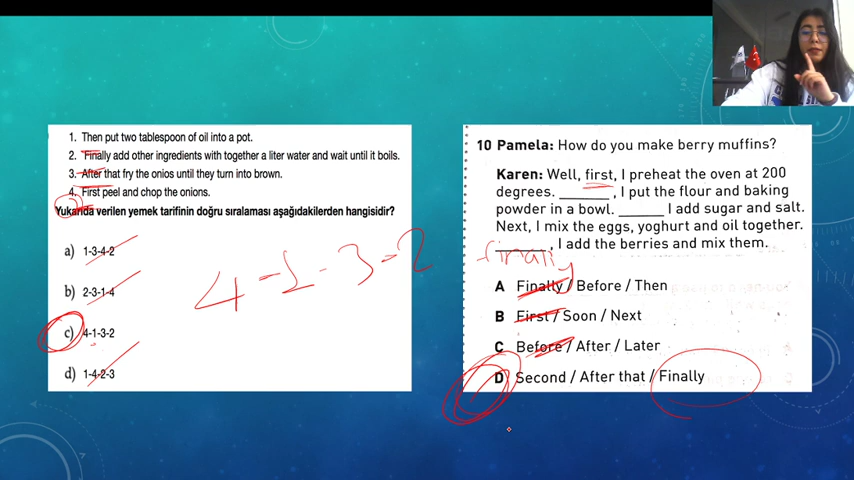 1. Then put two tablespoon of oil into a pot.
2. Finally add other ingredients with together a liter water and wait until it boils.
3. After that fry the onios until they turn into brown.
4. First peel and chop the onions.
Yukarıda verilen yemek tarifinin doğru sıralaması aşağıdakilerden hangisidir?
a) 1-3-4-2
b) 2-3-1-4
c) 4-1-3-2
d) 1-4-2-3
4-1-3-2
10 Pamela: How do you make berry muffins?
Karen: Well, first, I preheat the oven at 200
degrees. ______, I put the flour and baking
powder in a bowl. ______ I add sugar and salt.
Next, I mix the eggs, yoghurt and oil together.
______, I add the berries and mix them.
finally
A Finally / Before / Then
B First / Soon / Next
C Before / After / Later
D Second / After that / Finally